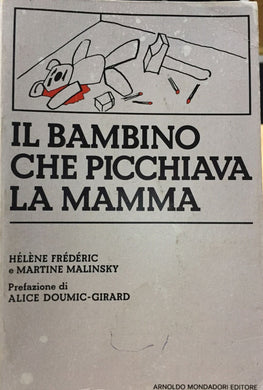 IL BAMBINO
CHE PICCHIAVA
LA MAMMA
HÉLÈNE FRÉDÉRIC
e MARTINE MALINSKY
Prefazione di
ALICE DOUMIC-GIRARD
ARNOLDO MONDADORI EDITORE